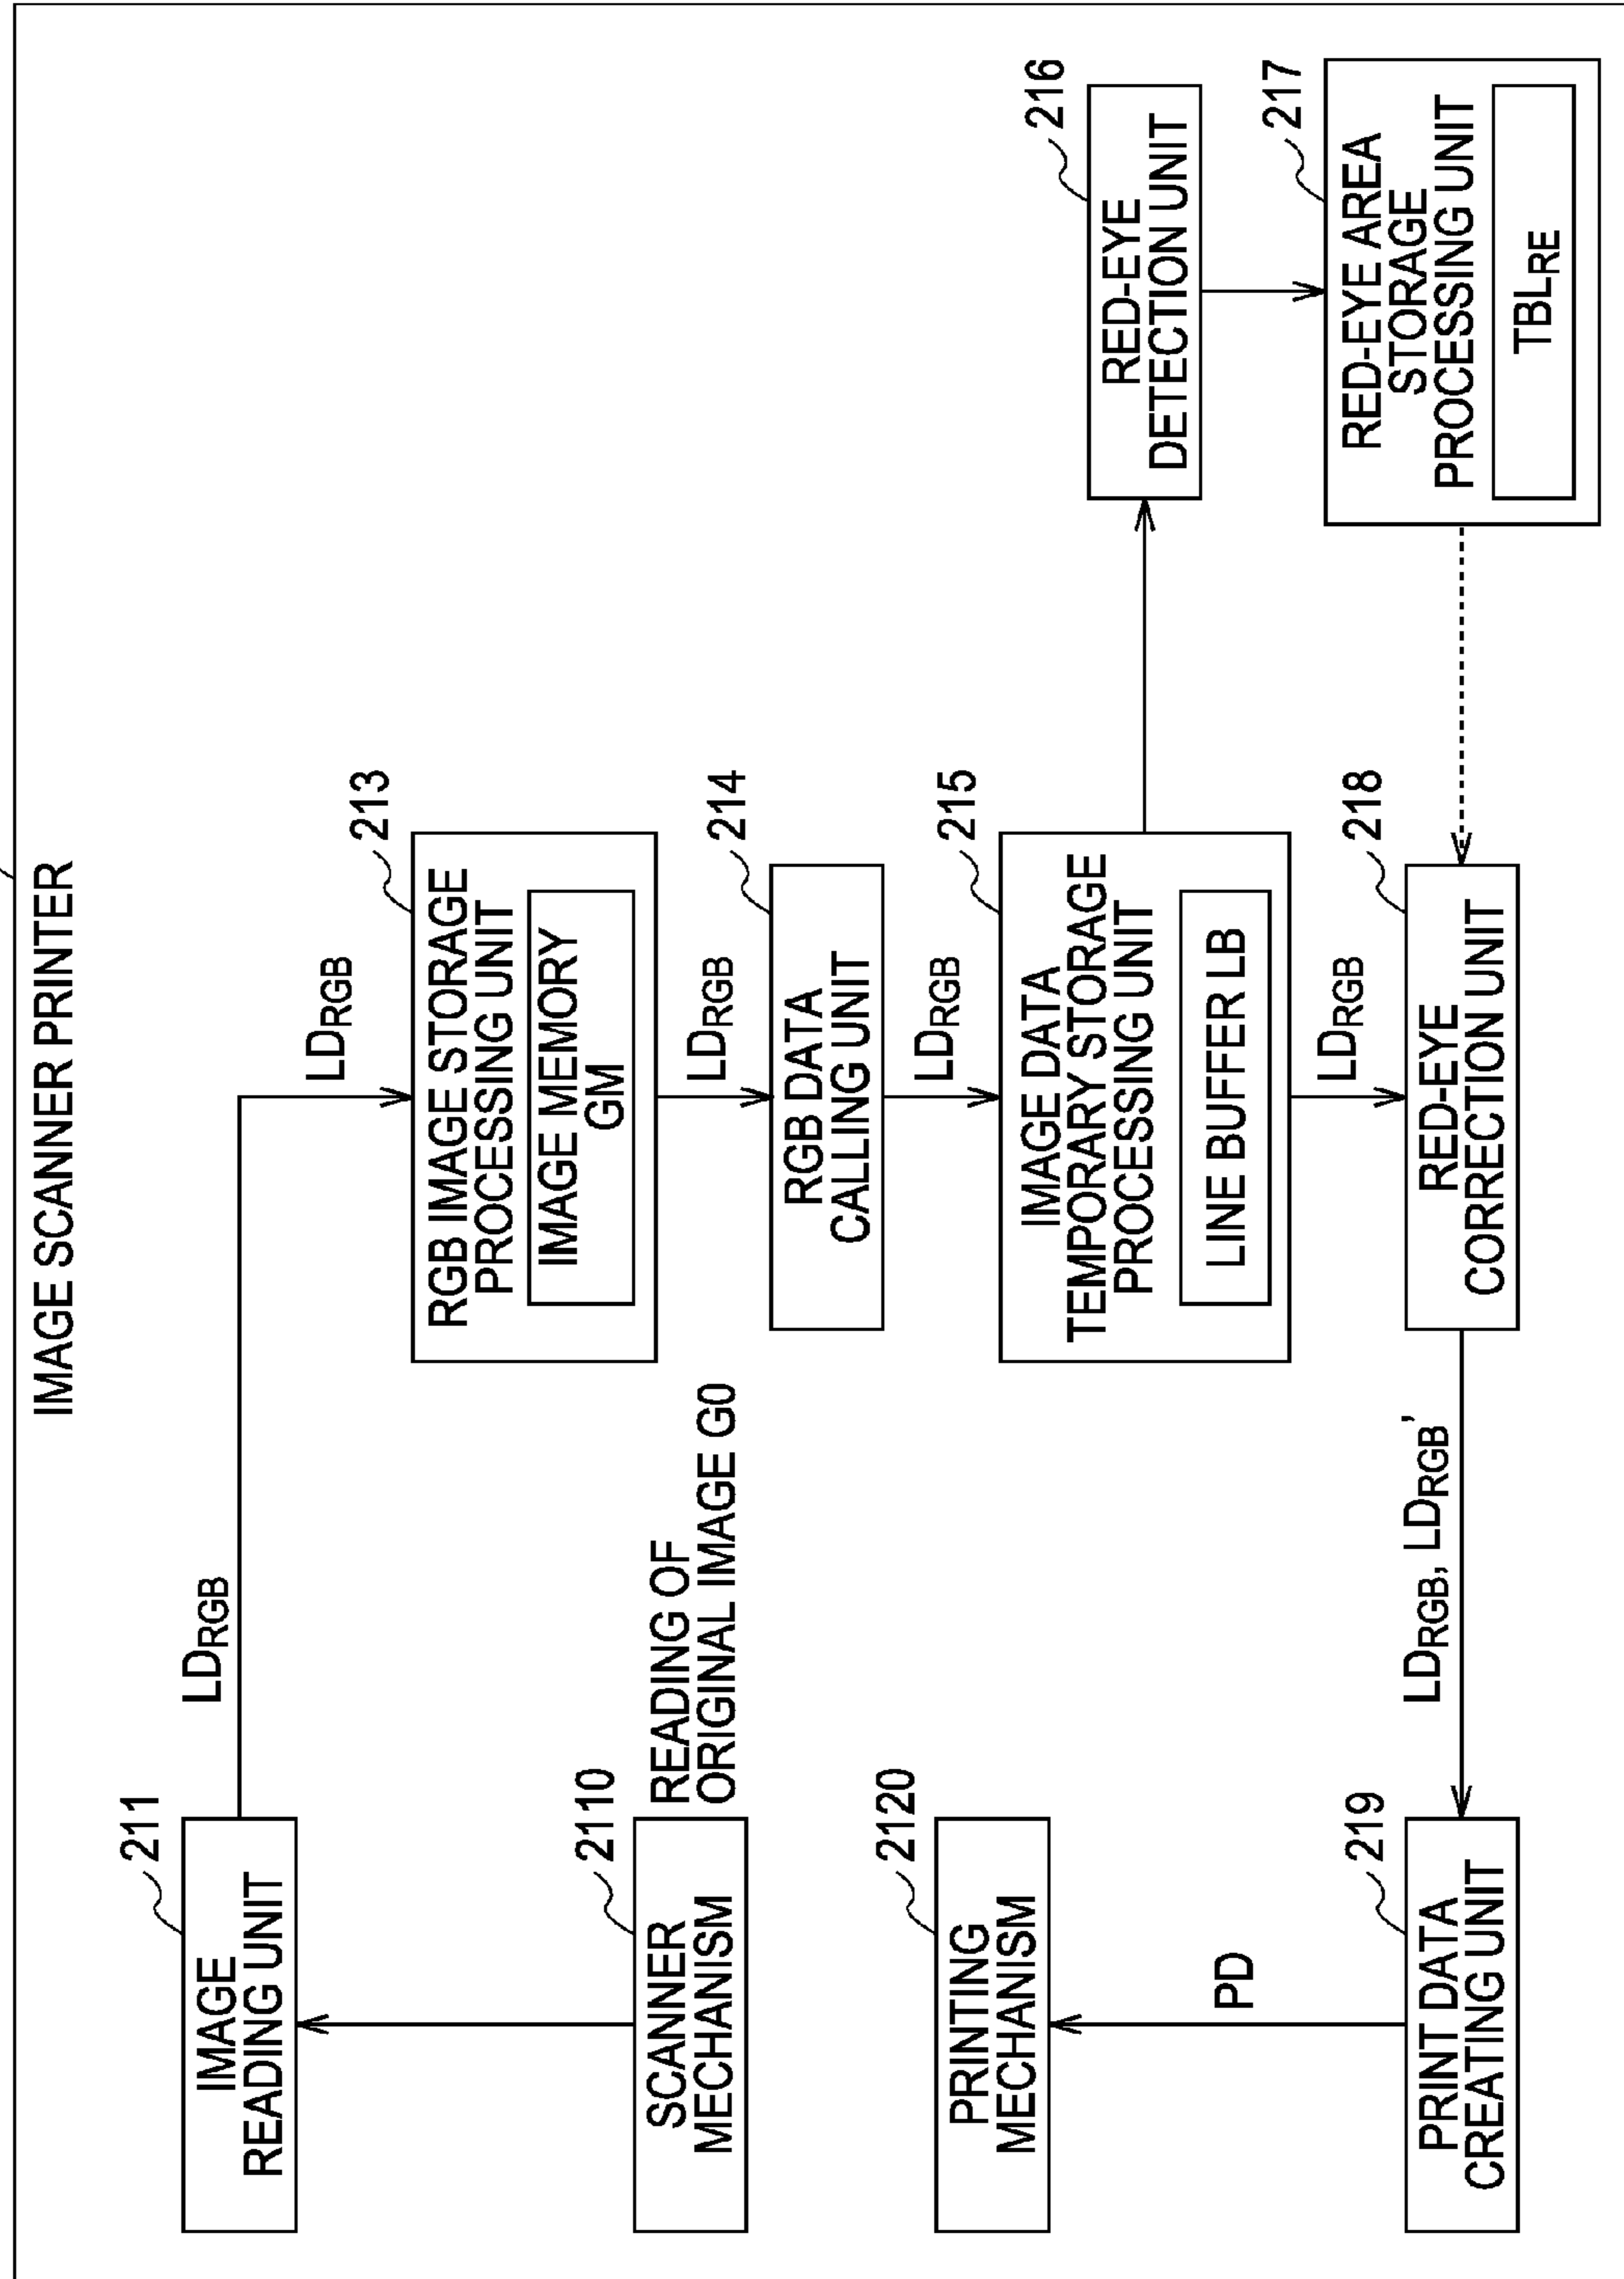 IMAGE SCANNER PRINTER
211
IMAGE
READING UNIT
LDRGB
LDRGB
213
RGB IMAGE STORAGE
PROCESSING UNIT
IMAGE MEMORY
GM
2110
SCANNER
MECHANISM
READING OF
ORIGINAL IMAGE G0
LDRGB
214
RGB DATA
CALLING UNIT
LDRGB
2120
PRINTING
MECHANISM
215
IMAGE DATA
TEMPORARY STORAGE
PROCESSING UNIT
LINE BUFFER LB
216
RED-EYE
DETECTION UNIT
PD
LDRGB
217
RED-EYE AREA
STORAGE
PROCESSING UNIT
TBLRE
219
PRINT DATA
CREATING UNIT
LDRGB, LDRGB'
218
RED-EYE
CORRECTION UNIT